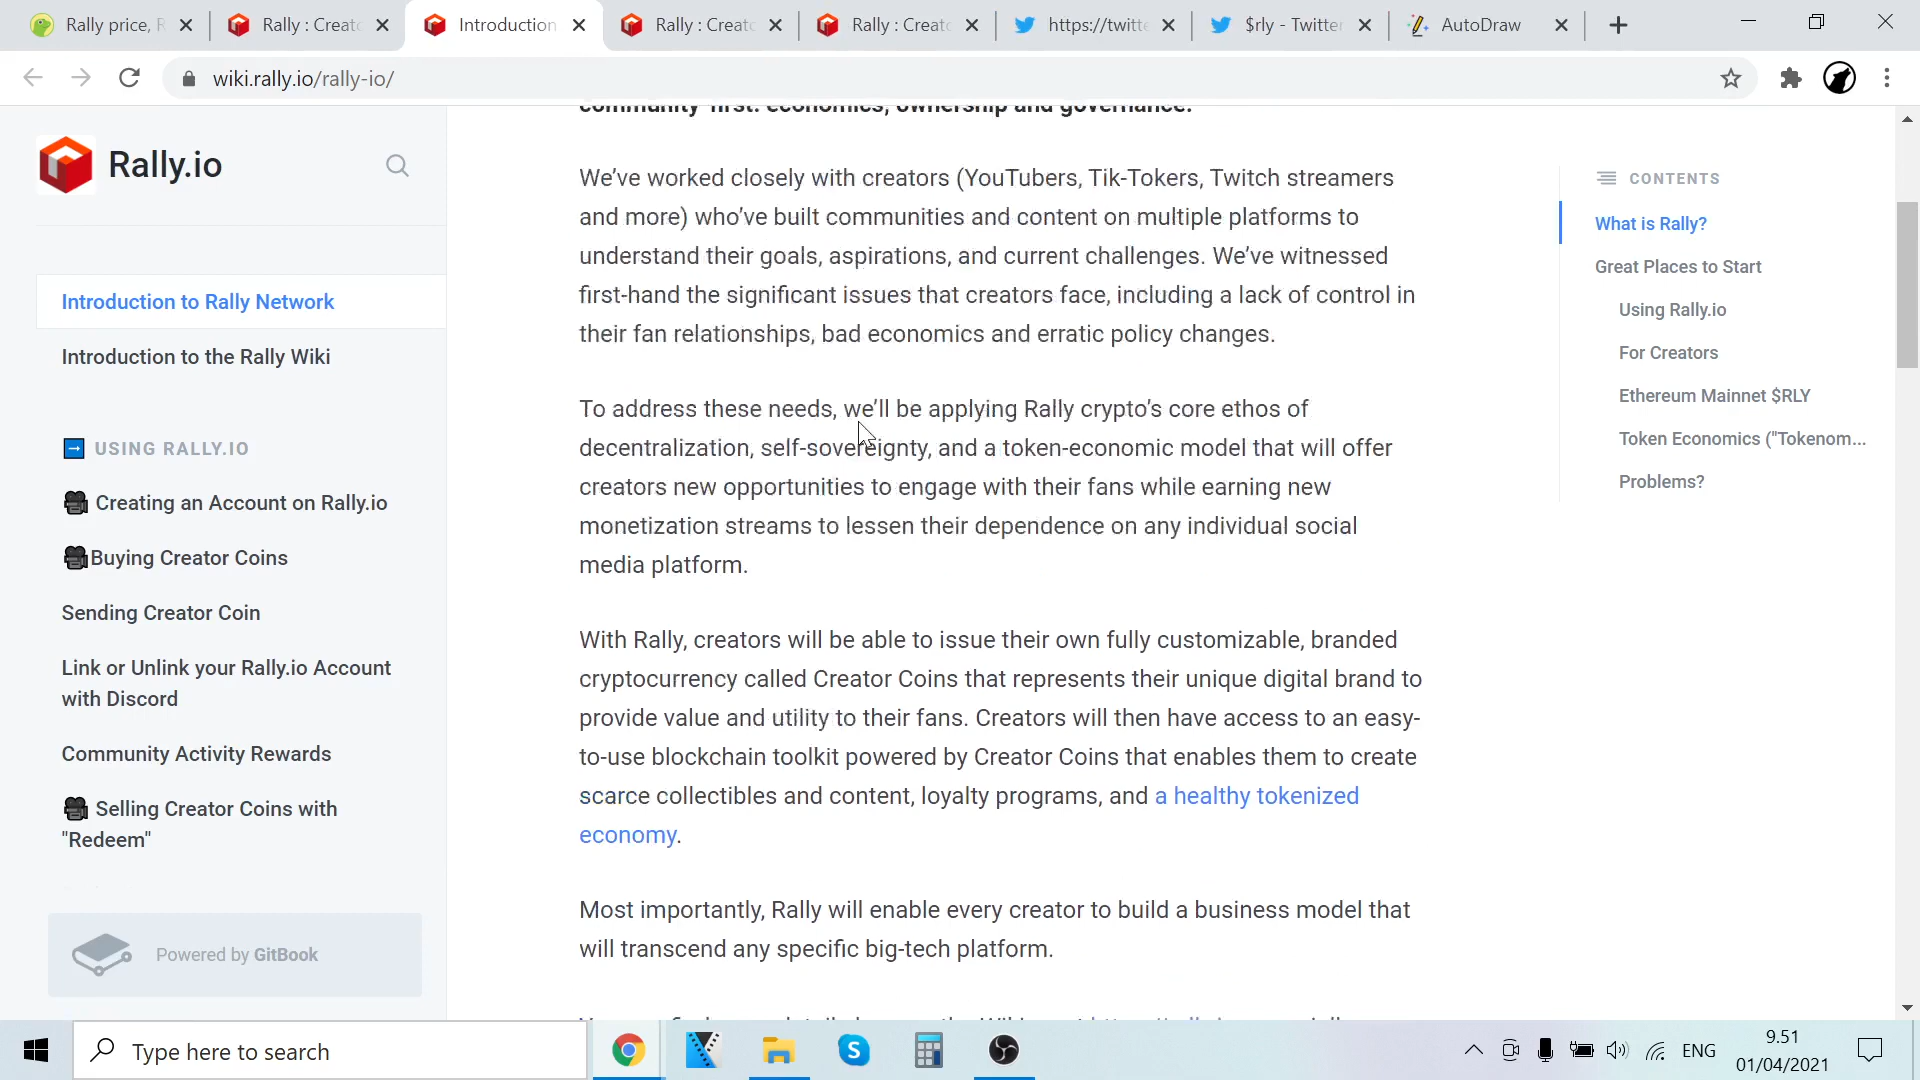 Rally price, R
Rally : Creato
Introduction
Rally : Creato
Rally : Creato
https://twitte
$rly - Twitter
AutoDraw
wiki.rally.io/rally-io/
Rally.io
Introduction to Rally Network
Introduction to the Rally Wiki
USING RALLY.IO
Creating an Account on Rally.io
Buying Creator Coins
Sending Creator Coin
Link or Unlink your Rally.io Account
with Discord
Community Activity Rewards
Selling Creator Coins with
"Redeem"
Powered by GitBook
community-first: economics, ownership and governance.
We've worked closely with creators (YouTubers, Tik-Tokers, Twitch streamers
and more) who've built communities and content on multiple platforms to
understand their goals, aspirations, and current challenges. We've witnessed
first-hand the significant issues that creators face, including a lack of control in
their fan relationships, bad economics and erratic policy changes.
To address these needs, we'll be applying Rally crypto's core ethos of
decentralization, self-sovereignty, and a token-economic model that will offer
creators new opportunities to engage with their fans while earning new
monetization streams to lessen their dependence on any individual social
media platform.
With Rally, creators will be able to issue their own fully customizable, branded
cryptocurrency called Creator Coins that represents their unique digital brand to
provide value and utility to their fans. Creators will then have access to an easy-
to-use blockchain toolkit powered by Creator Coins that enables them to create
scarce collectibles and content, loyalty programs, and a healthy tokenized
economy.
Most importantly, Rally will enable every creator to build a business model that
will transcend any specific big-tech platform.
CONTENTS
What is Rally?
Great Places to Start
Using Rally.io
For Creators
Ethereum Mainnet $RLY
Token Economics ("Tokenom...
Problems?
Type here to search
ENG
9.51
01/04/2021